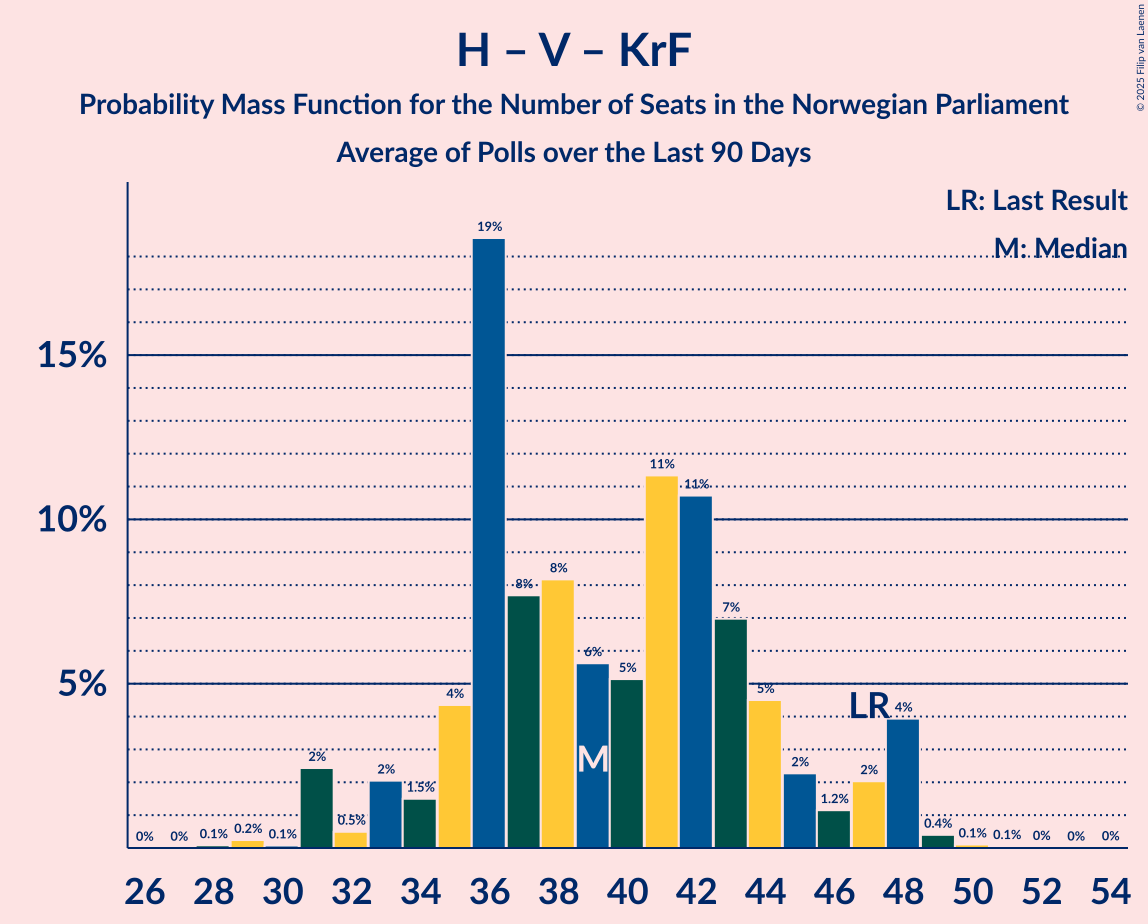 H – V – KrF
Probability Mass Function for the Number of Seats in the Norwegian Parliament
Average of Polls over the Last 90 Days
© 2025 Filip van Laenen
LR: Last Result
M: Median
15%
10%
5%
0% 0% 0.1% 0.2% 0.1% 2% 0.5% 2% 1.5% 4% 19% 8% 8% 6% 5% 11% 11% 7% 5% 2% 1.2% 2% 4% 0.4% 0.1% 0.1% 0% 0% 0%
LR
M
26 28 30 32 34 36 38 40 42 44 46 48 50 52 54